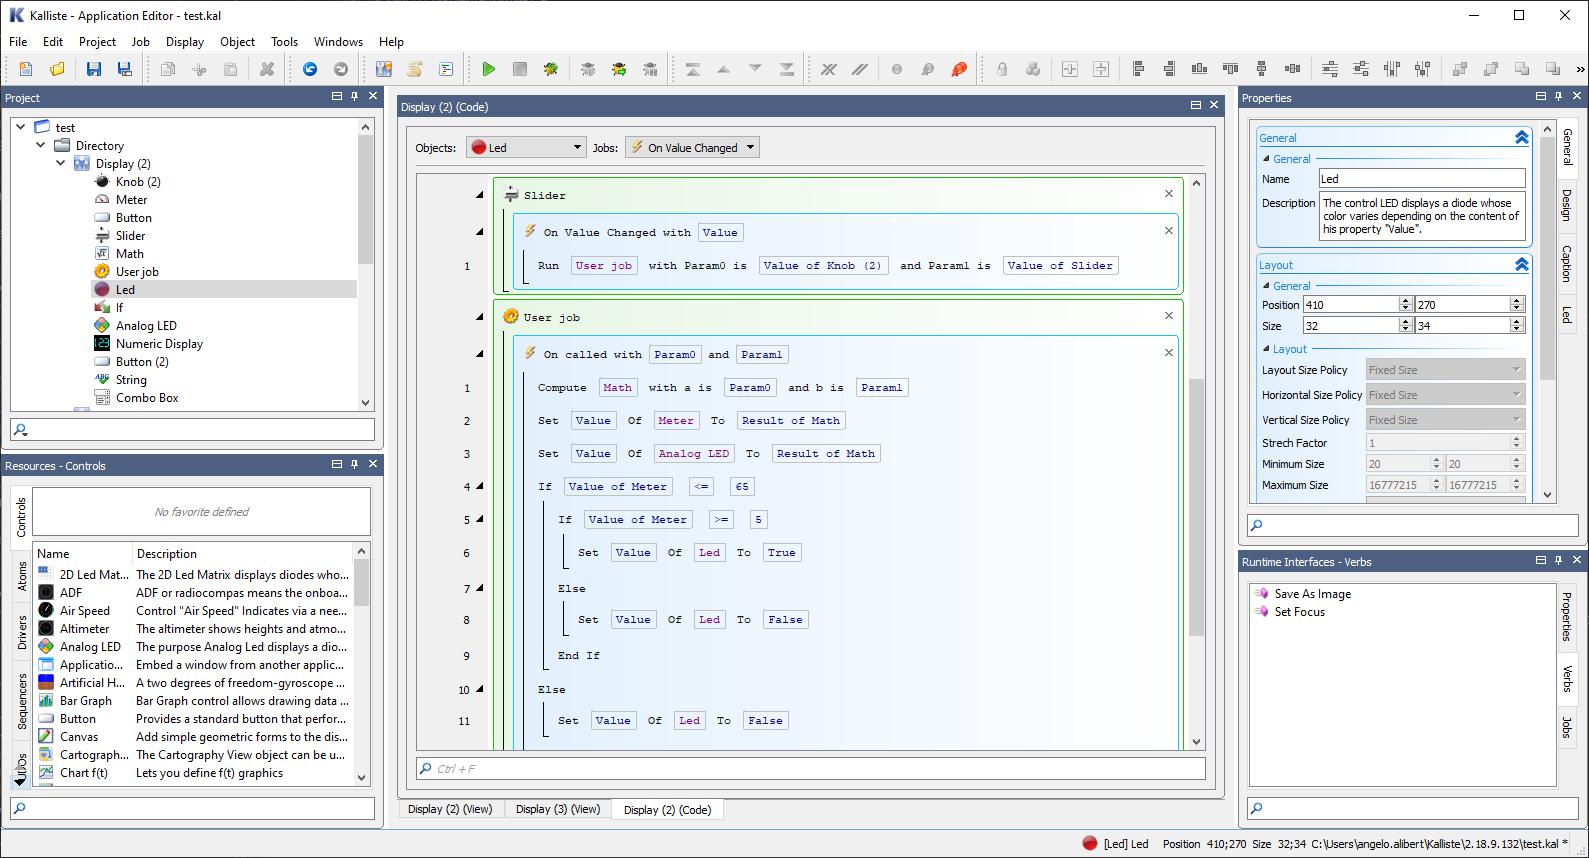 Kalliste - Application Editor - test.kal
File Edit Project Job Display Object Tools Windows Help
Project
test
Directory
Display (2)
Knob (2)
Meter
Button
Slider
Math
User job
Led
If
Analog LED
Numeric Display
Button (2)
String
Combo Box
Resources - Controls
Controls
Atoms
Drivers
Sequencers
No favorite defined
Name Description
2D Led Mat... The 2D Led Matrix displays diodes who...
ADF ADF or radiocompas means the onboa...
Air Speed Control "Air Speed" Indicates via a nee...
Altimeter The altimeter shows heights and atmo...
Analog LED The purpose Analog Led displays a dio...
Applicatio... Embed a window from another applic...
Artificial H... A two degrees of freedom-gyroscope ...
Bar Graph Bar Graph control allows drawing data ...
Button Provides a standard button that perfor...
Canvas Add simple geometric forms to the dis...
Cartograph... The Cartography View object can be u...
Chart f(t) Lets you define f(t) graphics
Display (2) (Code)
Objects: Led Jobs: On Value Changed
Slider
On Value Changed with Value
1 Run User job with Param0 is Value of Knob (2) and Param1 is Value of Slider
User job
On called with Param0 and Param1
1 Compute Math with a is Param0 and b is Param1
2 Set Value Of Meter To Result of Math
3 Set Value Of Analog LED To Result of Math
4 If Value of Meter <= 65
5 If Value of Meter >= 5
6 Set Value Of Led To True
7 Else
8 Set Value Of Led To False
9 End If
10 Else
11 Set Value Of Led To False
Ctrl + F
Display (2) (View) Display (3) (View) Display (2) (Code)
Properties
General
General
Name Led
Description The control LED displays a diode whose
color varies depending on the content of
his property "Value".
Layout
General
Position 410 270
Size 32 34
Layout
Layout Size Policy Fixed Size
Horizontal Size Policy Fixed Size
Vertical Size Policy Fixed Size
Strech Factor 1
Minimum Size 20 20
Maximum Size 16777215 16777215
General
Design
Caption
Led
Runtime Interfaces - Verbs
Save As Image
Set Focus
Properties
Verbs
Jobs
[Led] Led Position 410;270 Size 32;34 C:\Users\angelo.alibert\Kalliste\2.18.9.132\test.kal *